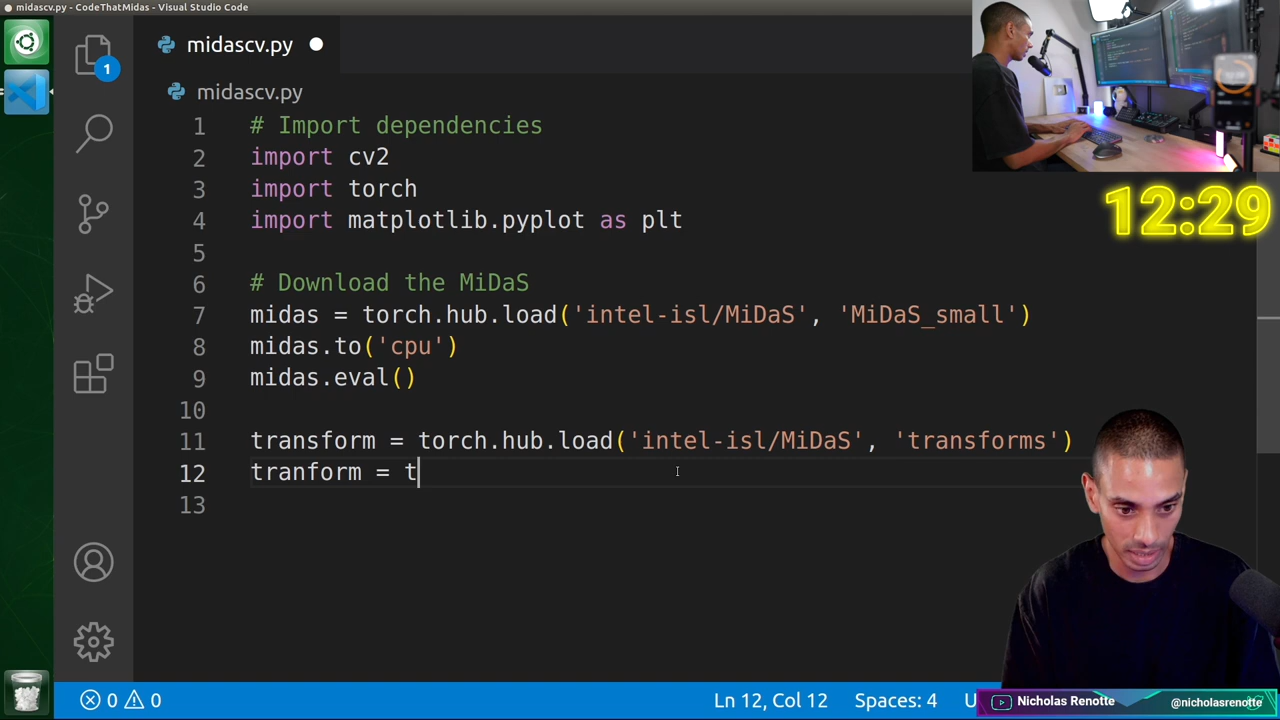 midascv.py - CodeThatMidas - Visual Studio Code
midascv.py
1
midascv.py
12:29
1 # Import dependencies
2 import cv2
3 import torch
4 import matplotlib.pyplot as plt
5
6 # Download the MiDaS
7 midas = torch.hub.load('intel-isl/MiDaS', 'MiDaS_small')
8 midas.to('cpu')
9 midas.eval()
10
11 transform = torch.hub.load('intel-isl/MiDaS', 'transforms')
12 tranform = t
13
0 0
Ln 12, Col 12
Spaces: 4
U
Nicholas Renotte
@nicholasrenotte